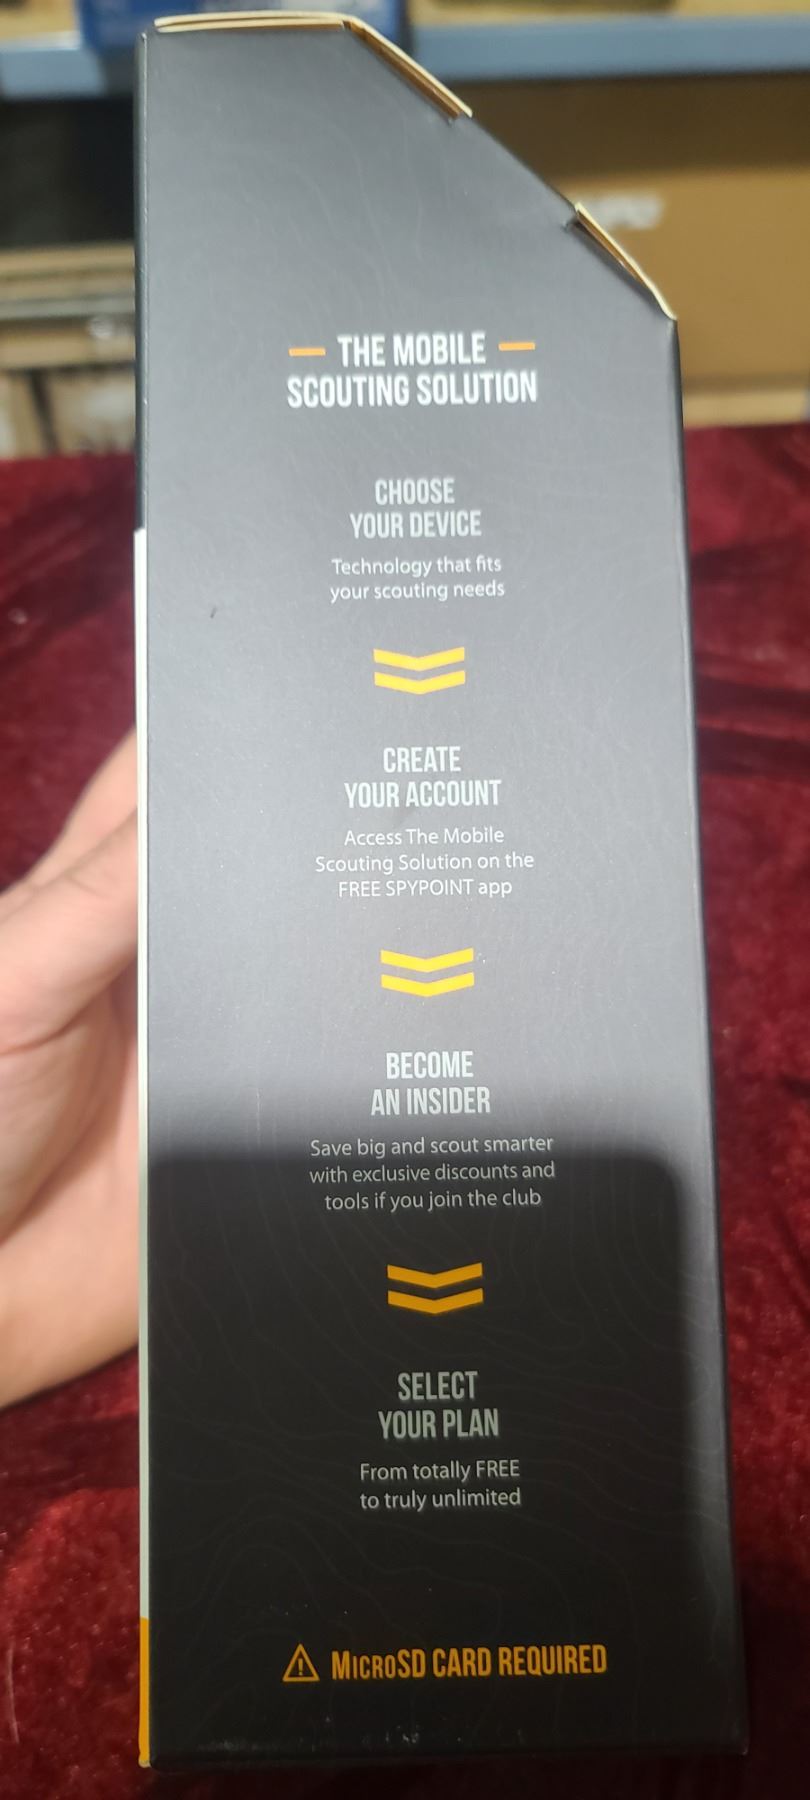 THE MOBILE
SCOUTING SOLUTION
CHOOSE
YOUR DEVICE
Technology that fits
your scouting needs
CREATE
YOUR ACCOUNT
Access The Mobile
Scouting Solution on the
FREE SPYPOINT app
BECOME
AN INSIDER
Save big and scout smarter
with exclusive discounts and
tools if you join the club
SELECT
YOUR PLAN
From totally FREE
to truly unlimited
MICROSD CARD REQUIRED